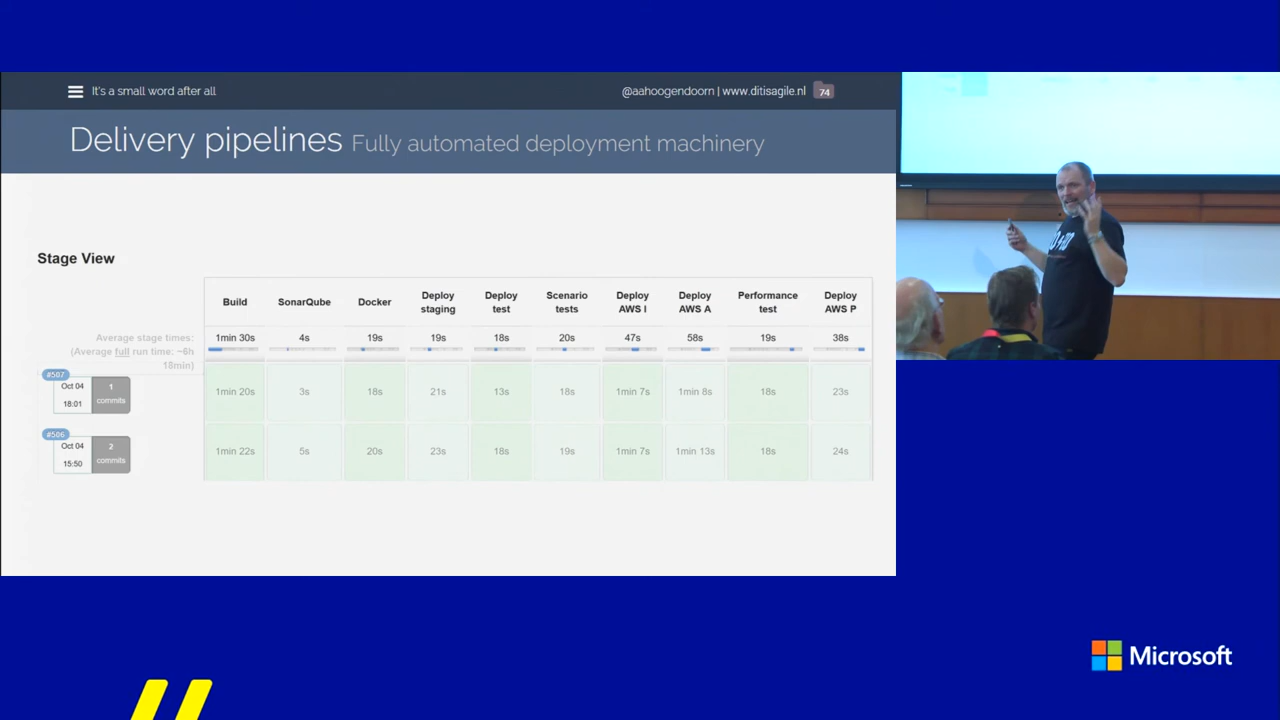 It's a small word after all
@aahoogendoorn | www.ditisagile.nl 74
Delivery pipelines Fully automated deployment machinery
Stage View
Build SonarQube Docker Deploy staging Deploy test Scenario tests Deploy AWS I Deploy AWS A Performance test Deploy AWS P
Average stage times:
(Average full run time: ~6h
18min)
1min 30s 4s 19s 19s 18s 20s 47s 58s 19s 38s
#507
Oct 04
18:01
1
commits
1min 20s 3s 18s 21s 13s 18s 1min 7s 1min 8s 18s 23s
#506
Oct 04
15:50
2
commits
1min 22s 5s 20s 23s 18s 19s 1min 7s 1min 13s 18s 24s
Microsoft